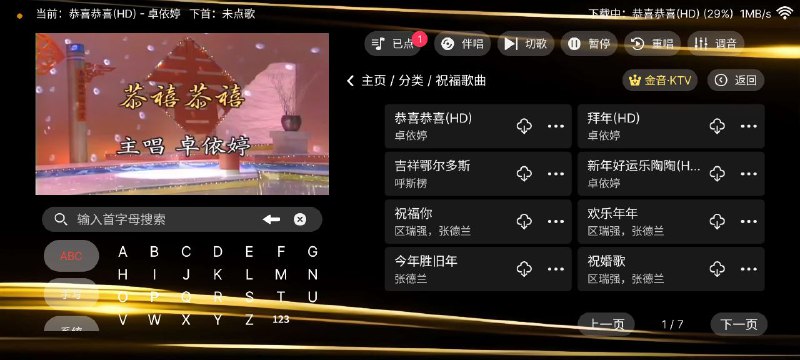 当前：恭喜恭喜(HD) - 卓依婷 下首：未点歌
下载中：恭喜恭喜(HD) (29%) 1MB/s
已点 1
伴唱
切歌
暂停
重唱
调音
恭禧恭禧
主唱 卓依婷
主页 / 分类 / 祝福歌曲
金音·KTV
返回
恭喜恭喜(HD)
卓依婷
拜年(HD)
卓依婷
吉祥鄂尔多斯
呼斯楞
新年好运乐陶陶(H...
卓依婷
祝福你
区瑞强，张德兰
欢乐年年
区瑞强，张德兰
今年胜旧年
张德兰
祝婚歌
区瑞强，张德兰
输入首字母搜索
ABC
手写
系统
A B C D E F G
H I J K L M N
O P Q R S T U
V W X Y Z 123
上一页
1 / 7
下一页